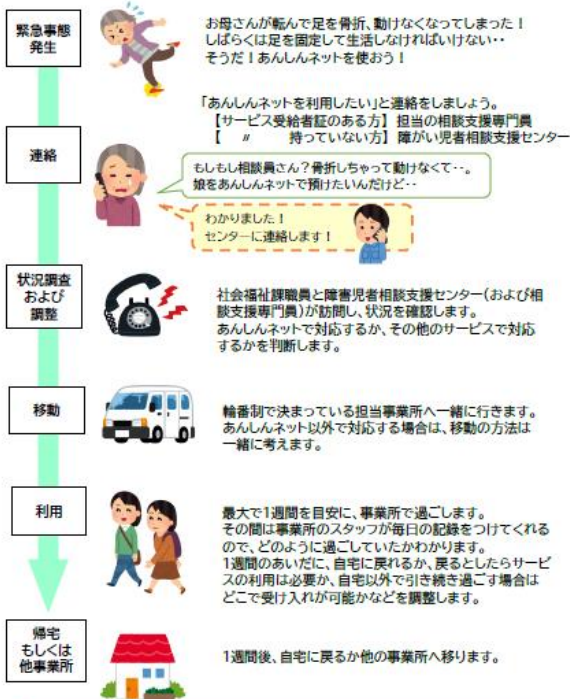 緊急事態
発生
お母さんが転んで足を骨折、動けなくなってしまった！
しばらくは足を固定して生活しなければいけない・・
そうだ！あんしんネットを使おう！
連絡
「あんしんネットを利用したい」と連絡をしましょう。
【サービス受給者証のある方】 担当の相談支援専門員
【　〃　　持っていない方】 障がい児者相談支援センター
もしもし相談員さん？骨折しちゃって動けなくて・・。
娘をあんしんネットで預けたいんだけど・・
わかりました！
センターに連絡します！
状況調査
および
調整
社会福祉課職員と障害児者相談支援センター（および相
談支援専門員）が訪問し、状況を確認します。
あんしんネットで対応するか、その他のサービスで対応
するかを判断します。
移動
輪番制で決まっている担当事業所へ一緒に行きます。
あんしんネット以外で対応する場合は、移動の方法は
一緒に考えます。
利用
最大で1週間を目安に、事業所で過ごします。
その間は事業所のスタッフが毎日の記録をつけてくれる
ので、どのように過ごしていたかわかります。
1週間のあいだに、自宅に戻れるか、戻るとしたらサービ
スの利用は必要か、自宅以外で引き続き過ごす場合は
どこで受け入れが可能かなどを調整します。
帰宅
もしくは
他事業所
1週間後、自宅に戻るか他の事業所へ移ります。